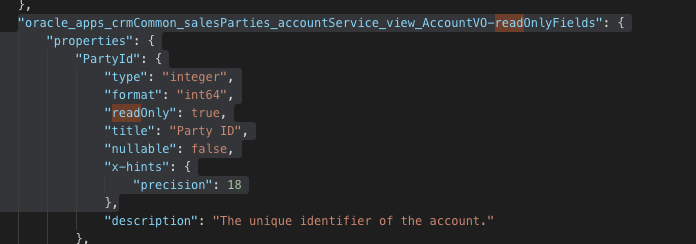 },
"oracle_apps_crmCommon_salesParties_accountService_view_AccountVO-readOnlyFields": {
"properties": {
"PartyId": {
"type": "integer",
"format": "int64",
"readOnly": true,
"title": "Party ID",
"nullable": false,
"x-hints": {
"precision": 18
},
"description": "The unique identifier of the account."
},